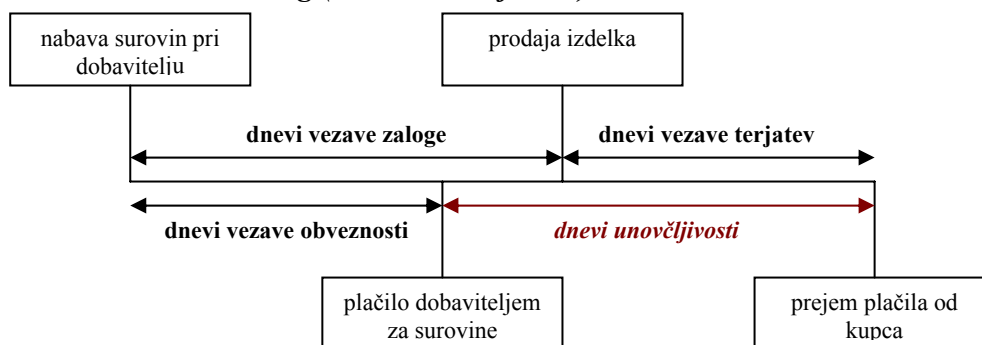 nabava surovin pri
dobavitelju
prodaja izdelka
dnevi vezave zaloge
dnevi vezave terjatev
dnevi vezave obveznosti
dnevi unovčljivosti
plačilo dobaviteljem
za surovine
prejem plačila od
kupca